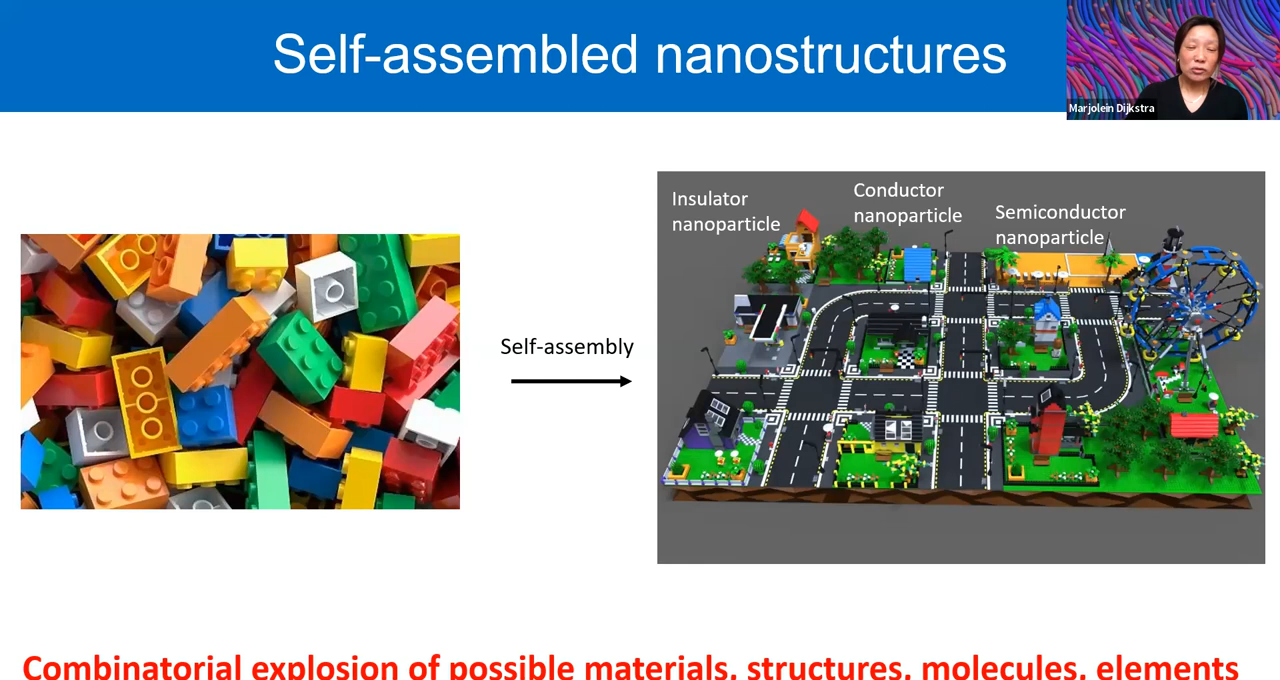 Self-assembled nanostructures
Marjolein Dijkstra
Insulator
nanoparticle
Conductor
nanoparticle
Semiconductor
nanoparticle
Self-assembly
Combinatorial explosion of possible materials, structures, molecules, elements